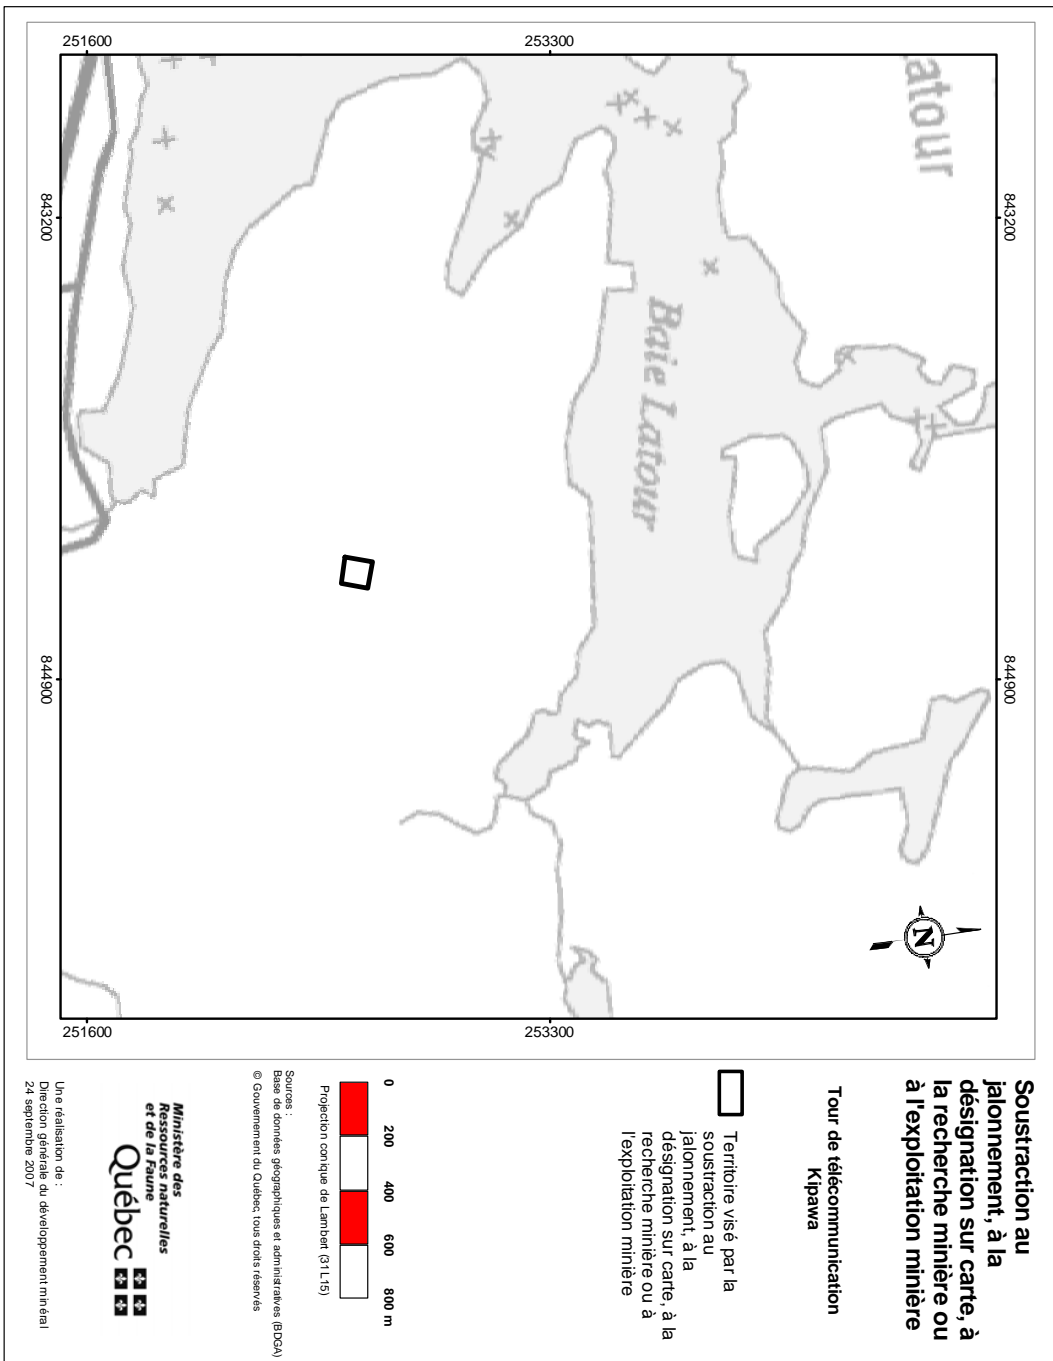 Soustraction au
jalonnement, à la
désignation sur carte, à
la recherche minière ou
à l'exploitation minière
Tour de télécommunication
Kipawa
Territoire visé par la
soustraction au
jalonnement, à la
désignation sur carte, à la
recherche minière ou à
l'exploitation minière
0 200 400 600 800 m
Projection conique de Lambert (31L15)
Sources :
Base de données géographiques et administratives (BDGA)
© Gouvernement du Québec, tous droits réservés
Ministère des
Ressources naturelles
et de la Faune
Québec
Une réalisation de :
Direction générale du développement minéral
24 septembre 2007
843200
844900
253300
251600
atour
Baie Latour
N
253300
251600
843200
844900